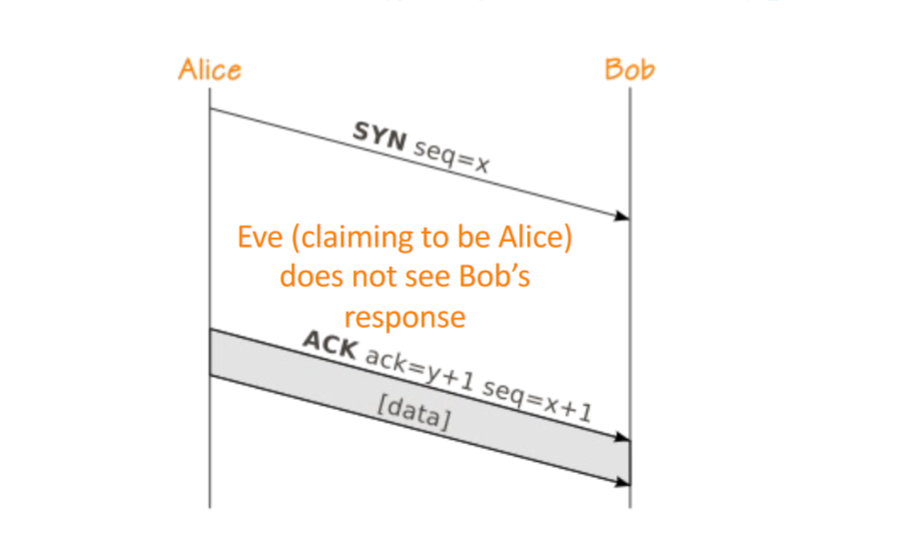 Alice
Bob
SYN seq=x
Eve (claiming to be Alice)
does not see Bob's
response
ACK ack=y+1 seq=x+1
[data]